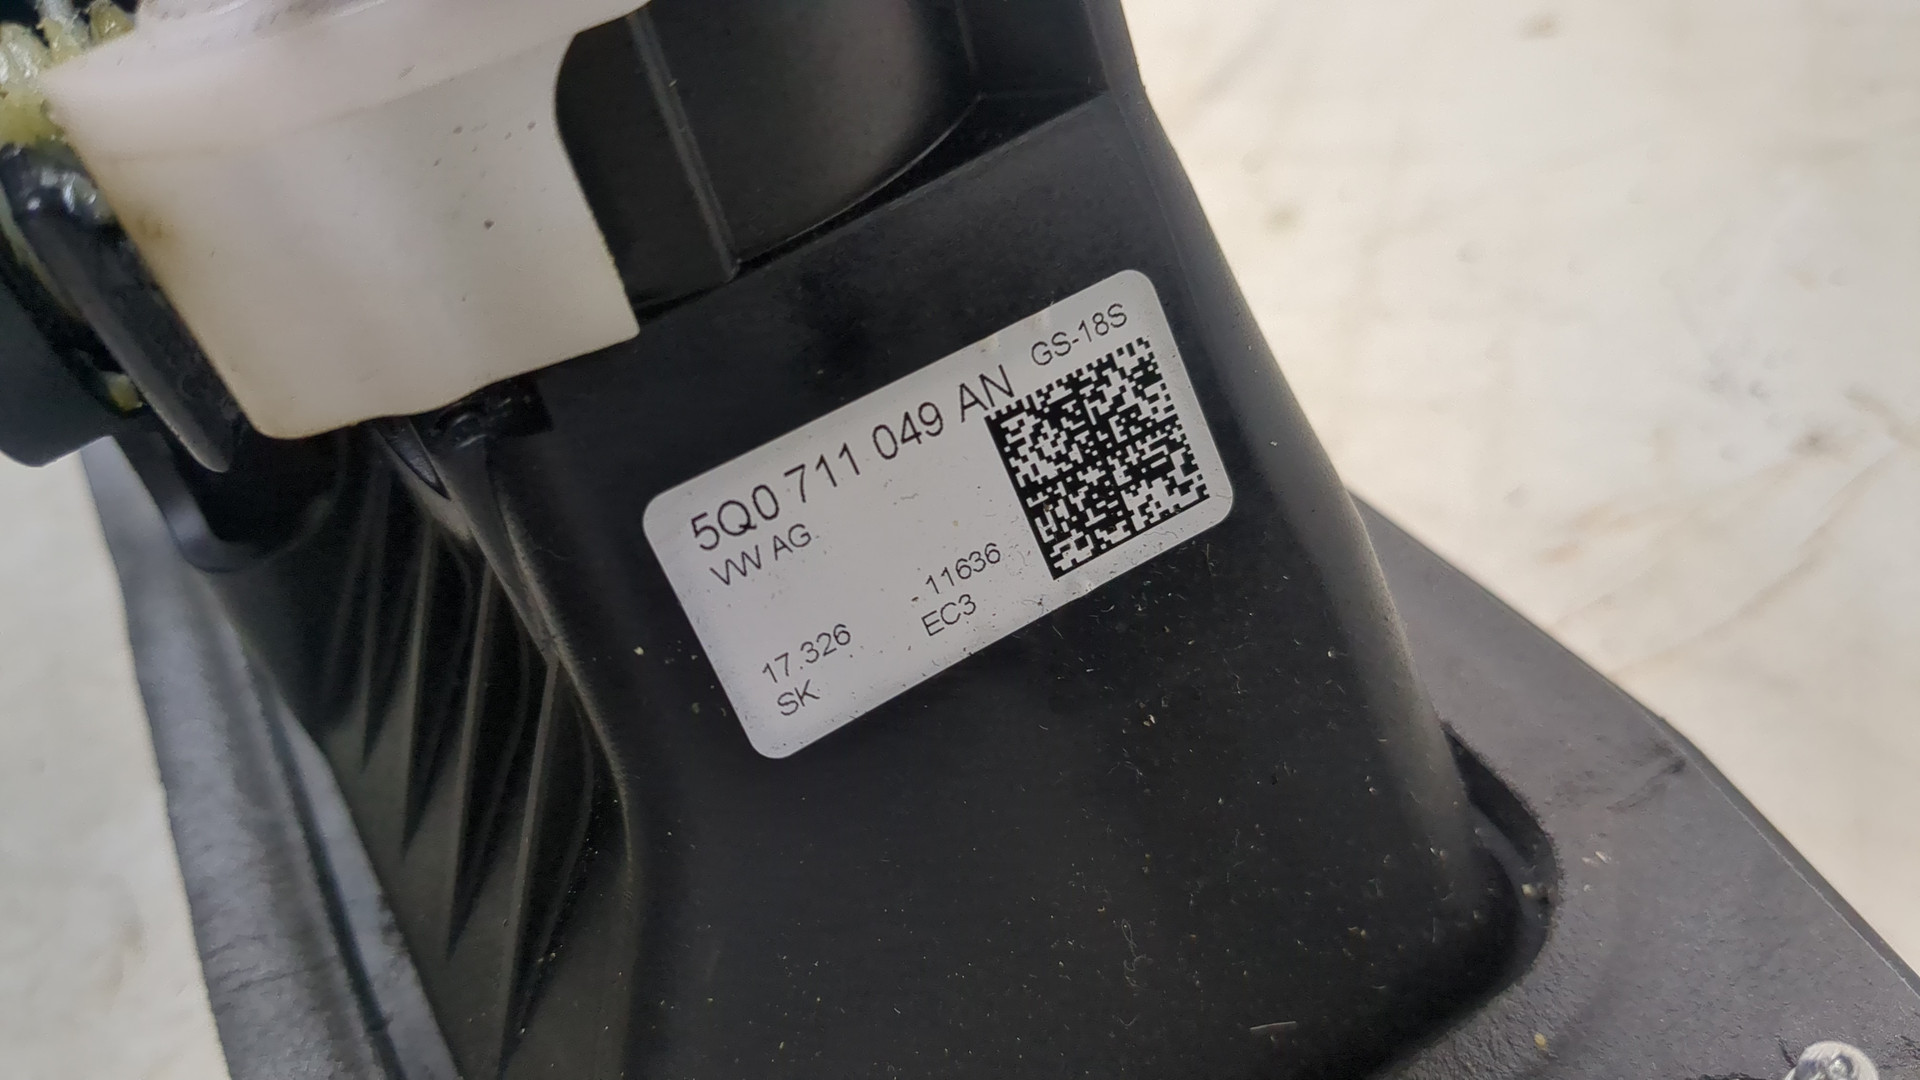 GS-18S
5Q0 711 049 AN
VW AG
17.326 - 11636
SK EC3